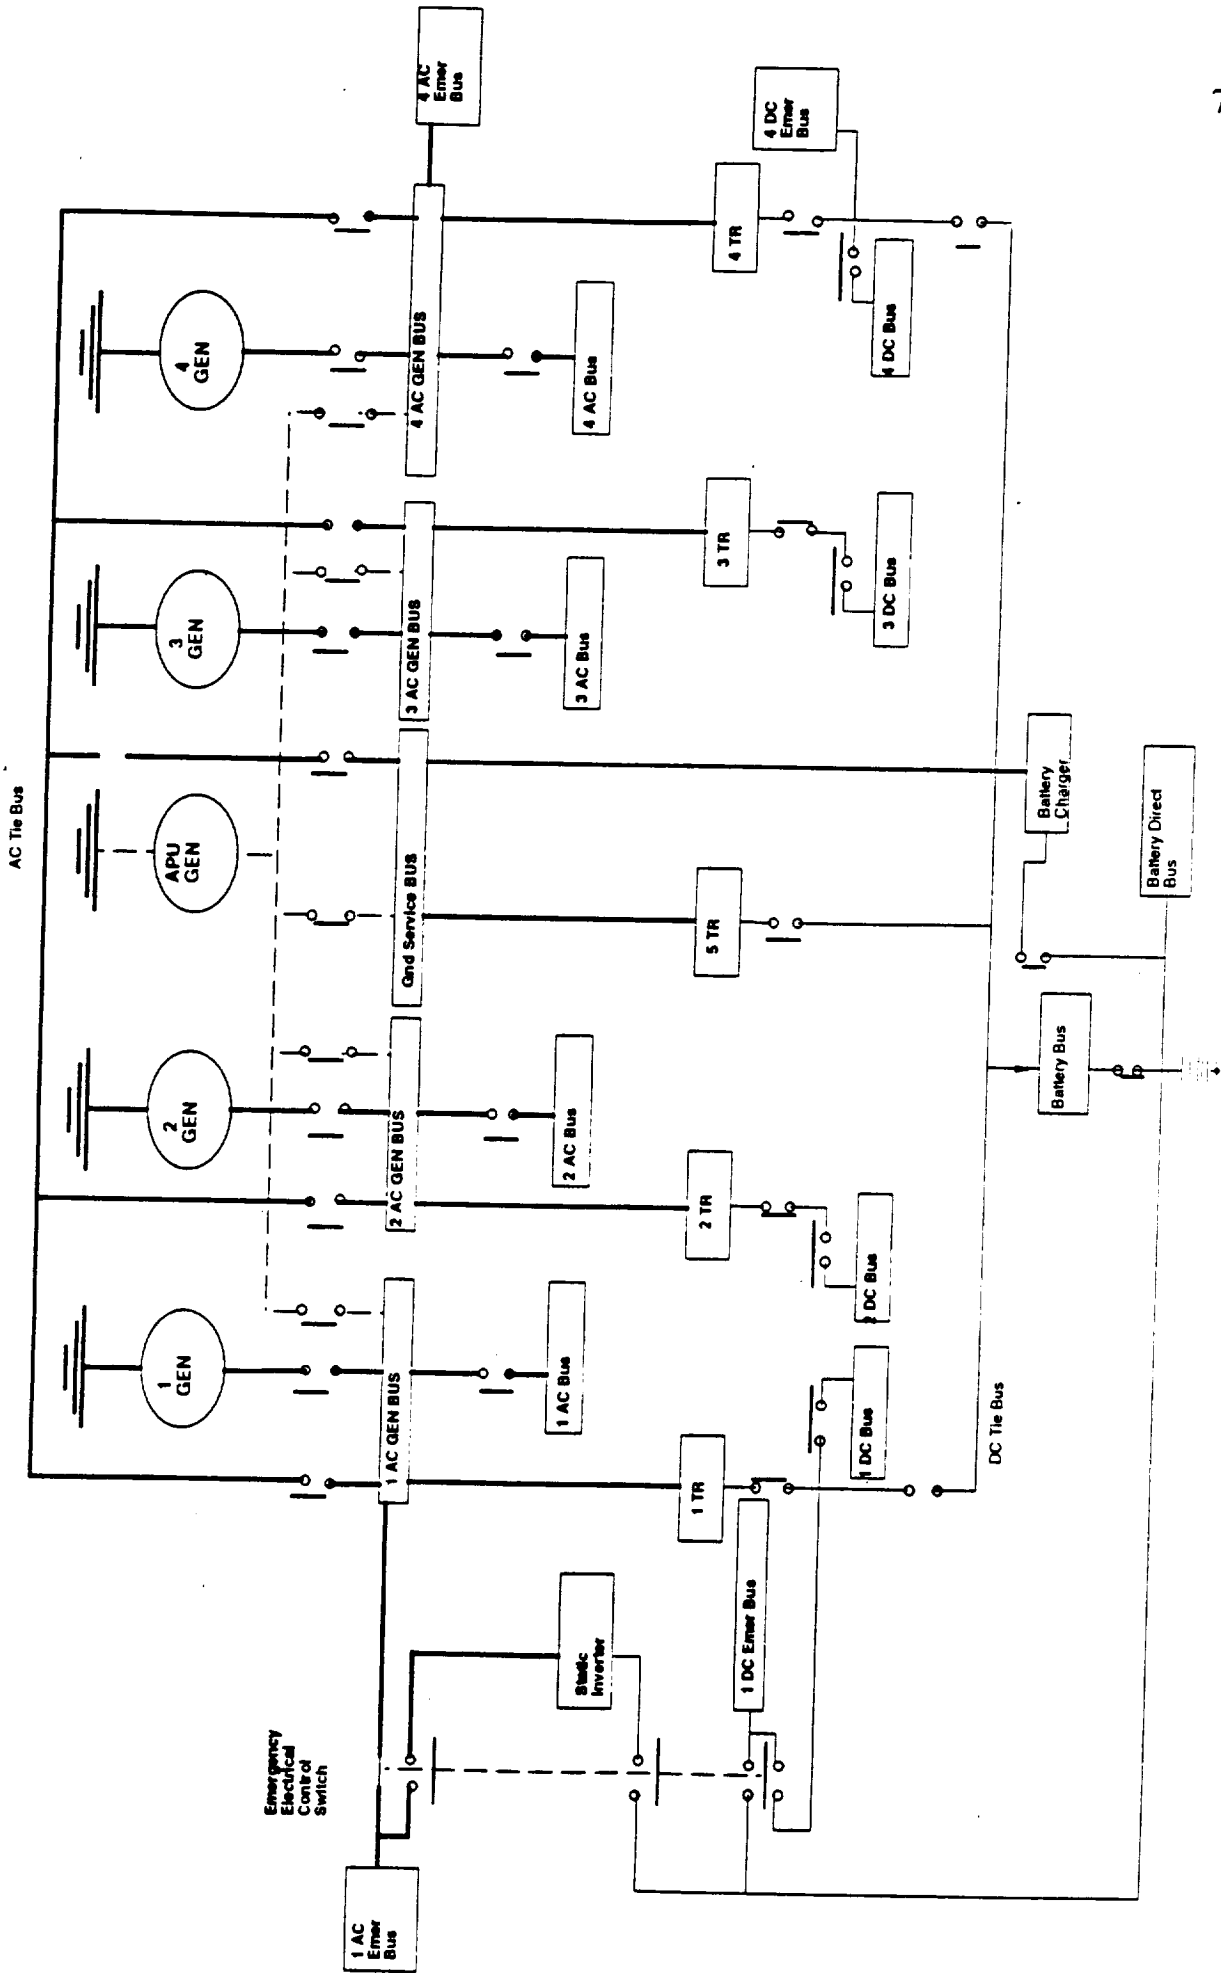 AC Tie Bus
1
GEN
2
GEN
APU
GEN
3
GEN
4
GEN
Emergency
Electrical
Control
Switch
1 AC
Emer
Bus
1 AC GEN BUS
2 AC GEN BUS
Gnd Service BUS
3 AC GEN BUS
4 AC GEN BUS
4 AC
Emer
Bus
1 AC Bus
2 AC Bus
3 AC Bus
4 AC Bus
Static
Inverter
1 TR
2 TR
5 TR
3 TR
4 TR
1 DC Emer Bus
4 DC
Emer
Bus
1 DC Bus
2 DC Bus
3 DC Bus
4 DC Bus
DC Tie Bus
Battery Bus
Battery
Charger
Battery Direct
Bus